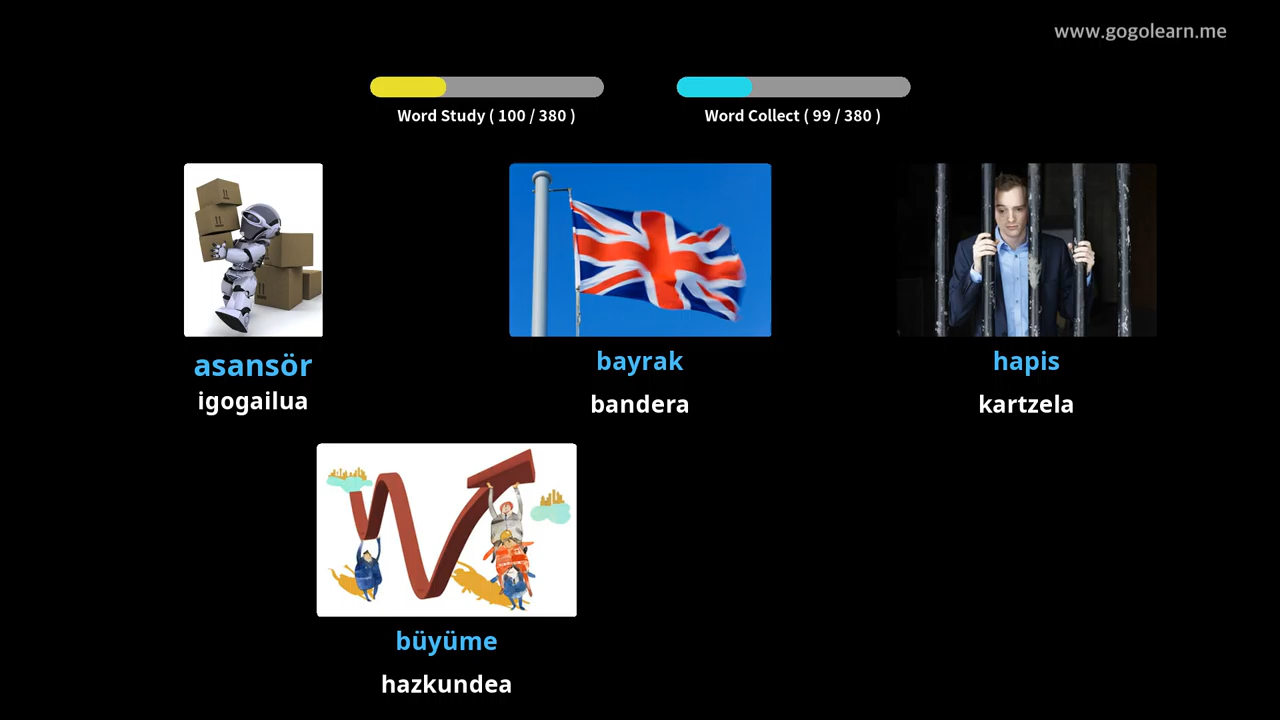 www.gogolearn.me
Word Study ( 100 / 380 )
Word Collect ( 99 / 380 )
asansör
igogailua
bayrak
bandera
hapis
kartzela
büyüme
hazkundea